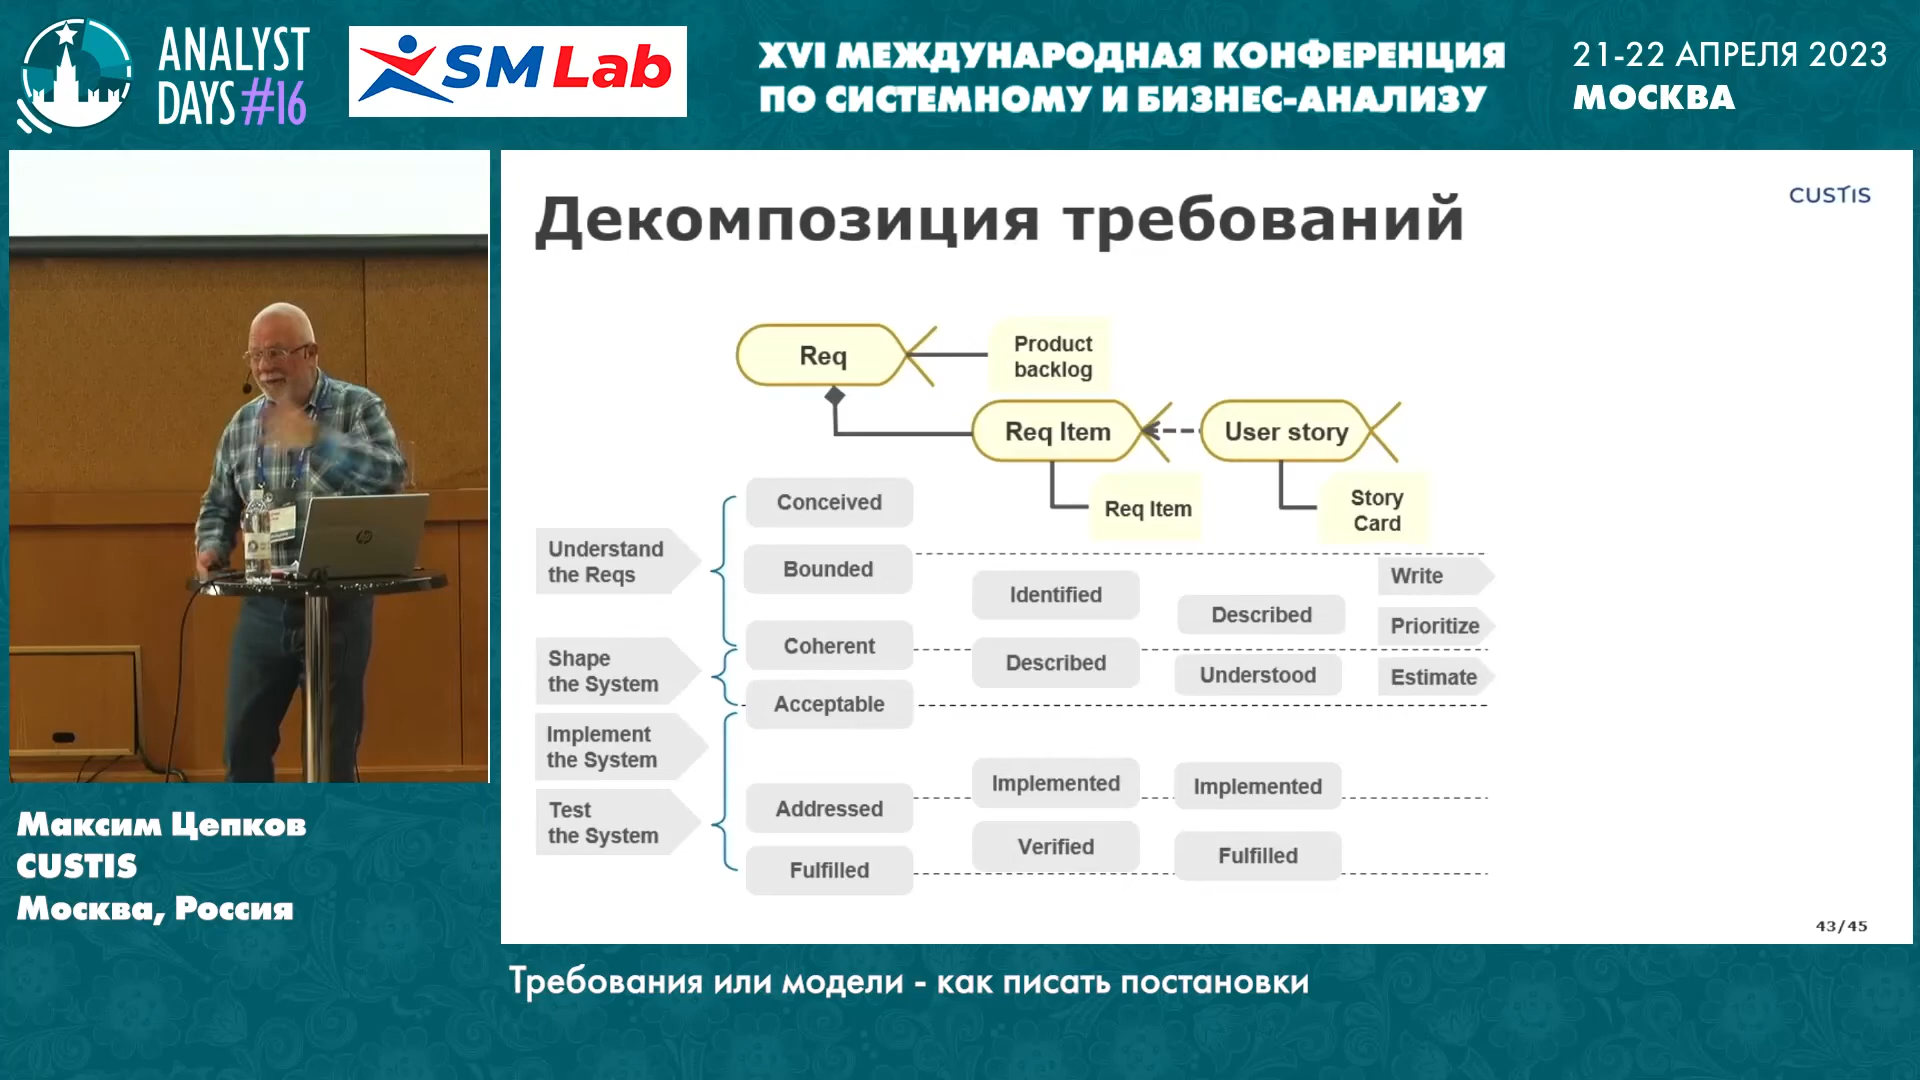 ANALYST
DAYS #16
SM Lab
XVI МЕЖДУНАРОДНАЯ КОНФЕРЕНЦИЯ
ПО СИСТЕМНОМУ И БИЗНЕС-АНАЛИЗУ
21-22 АПРЕЛЯ 2023
МОСКВА
Декомпозиция требований
CUSTIS
Req
Product
backlog
Req Item
User story
Req Item
Story
Card
Understand
the Reqs
Shape
the System
Implement
the System
Test
the System
Conceived
Bounded
Coherent
Acceptable
Addressed
Fulfilled
Identified
Described
Implemented
Verified
Described
Understood
Implemented
Fulfilled
Write
Prioritize
Estimate
43/45
hp
Максим Цепков
CUSTIS
Москва, Россия
Требования или модели - как писать постановки